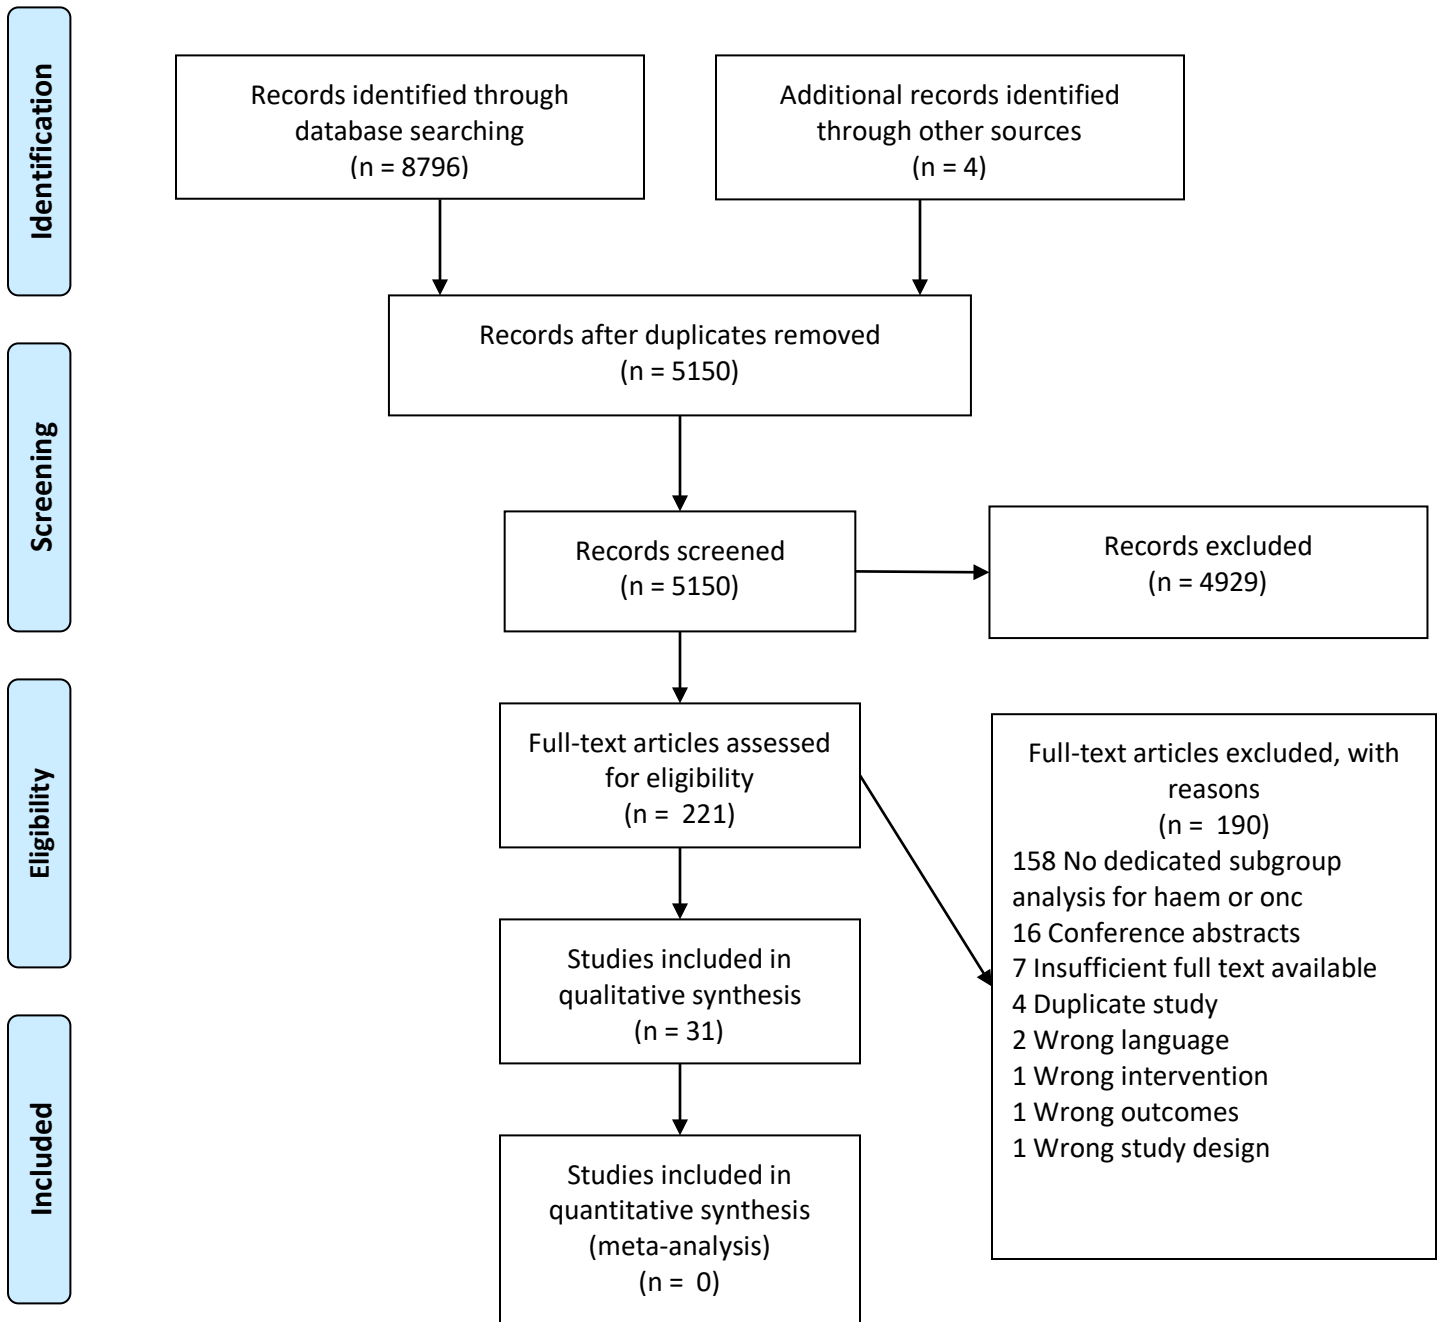 Identification
Records identified through
database searching
(n = 8796)
Additional records identified
through other sources
(n = 4)
Records after duplicates removed
(n = 5150)
Screening
Records screened
(n = 5150)
Records excluded
(n = 4929)
Eligibility
Full-text articles assessed
for eligibility
(n =  221)
Full-text articles excluded, with
reasons
(n =  190)
158 No dedicated subgroup
analysis for haem or onc
16 Conference abstracts
7 Insufficient full text available
4 Duplicate study
2 Wrong language
1 Wrong intervention
1 Wrong outcomes
1 Wrong study design
Studies included in
qualitative synthesis
(n = 31)
Included
Studies included in
quantitative synthesis
(meta-analysis)
(n =  0)